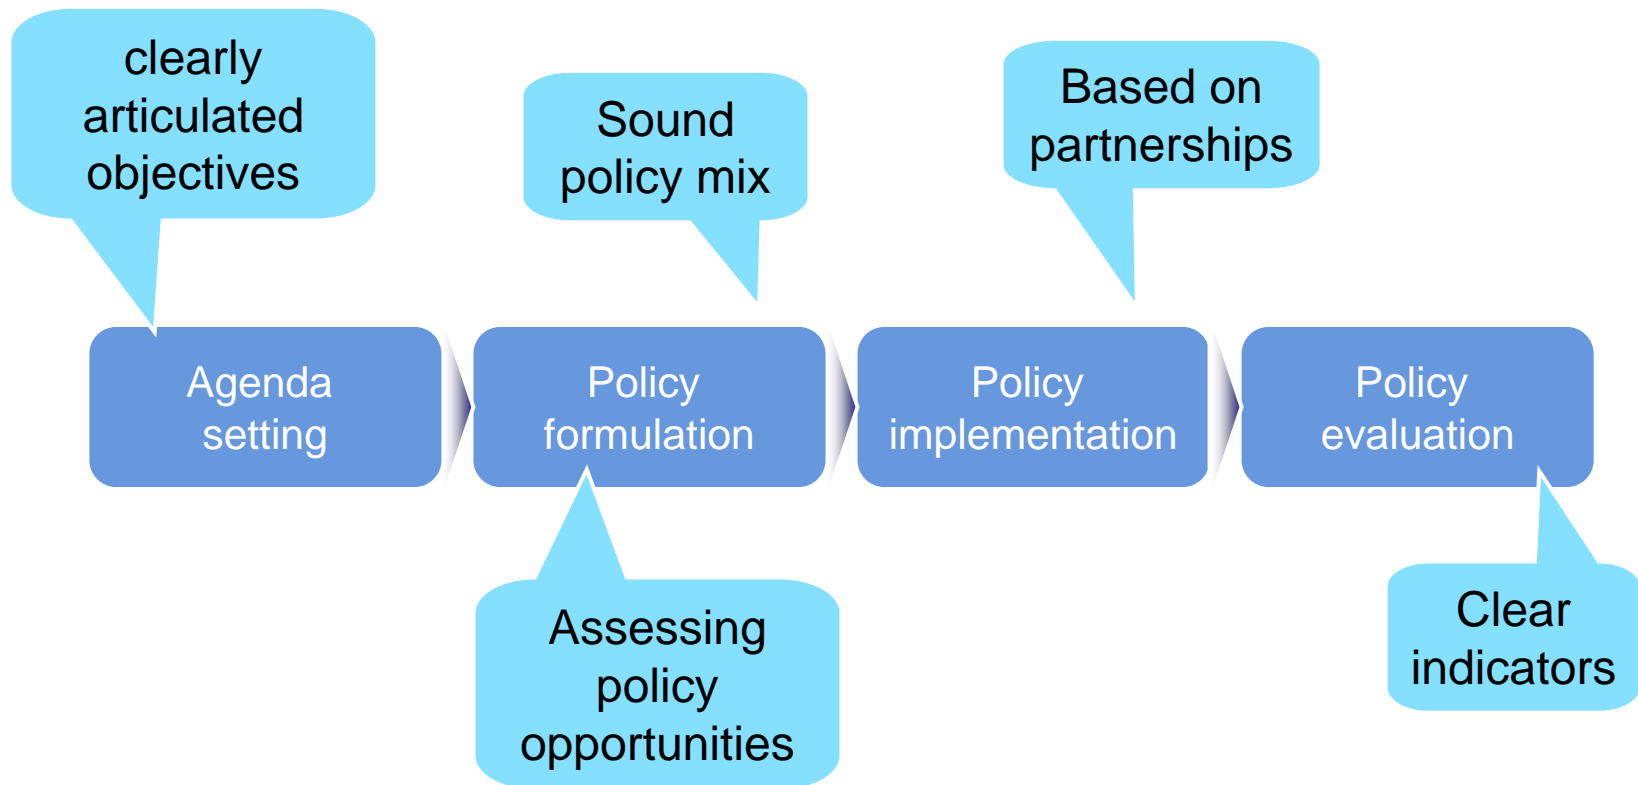 clearly
articulated
objectives
Sound
policy mix
Based on
partnerships
Agenda
setting
Policy
formulation
Policy
implementation
Policy
evaluation
Assessing
policy
opportunities
Clear
indicators